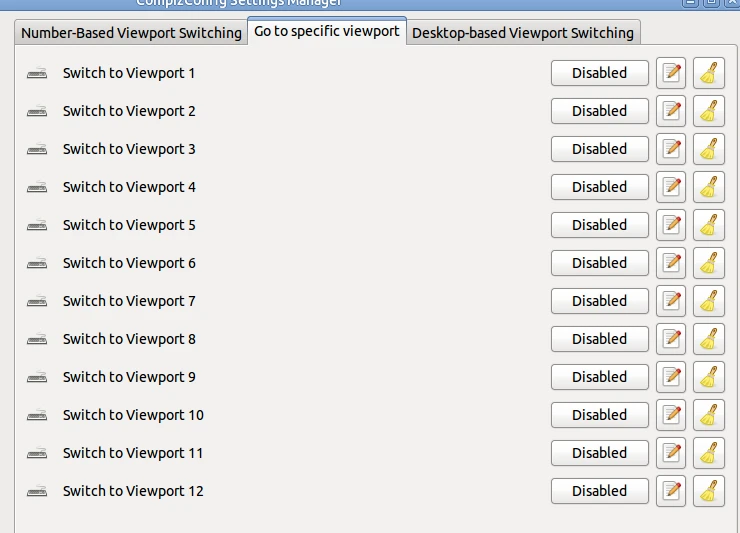 CompizConfig Settings Manager
Number-Based Viewport Switching Go to specific viewport Desktop-based Viewport Switching
Switch to Viewport 1 Disabled
Switch to Viewport 2 Disabled
Switch to Viewport 3 Disabled
Switch to Viewport 4 Disabled
Switch to Viewport 5 Disabled
Switch to Viewport 6 Disabled
Switch to Viewport 7 Disabled
Switch to Viewport 8 Disabled
Switch to Viewport 9 Disabled
Switch to Viewport 10 Disabled
Switch to Viewport 11 Disabled
Switch to Viewport 12 Disabled